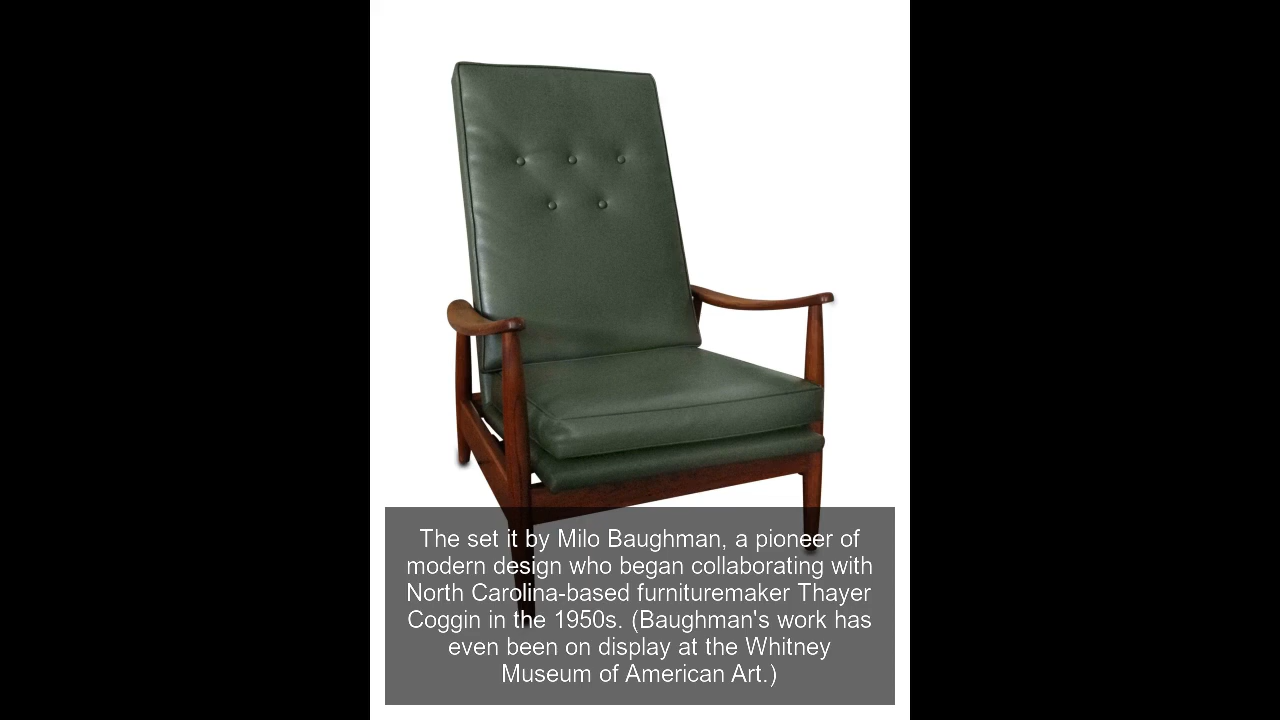 The set it by Milo Baughman, a pioneer of
modern design who began collaborating with
North Carolina-based furnituremaker Thayer
Coggin in the 1950s. (Baughman's work has
even been on display at the Whitney
Museum of American Art.)